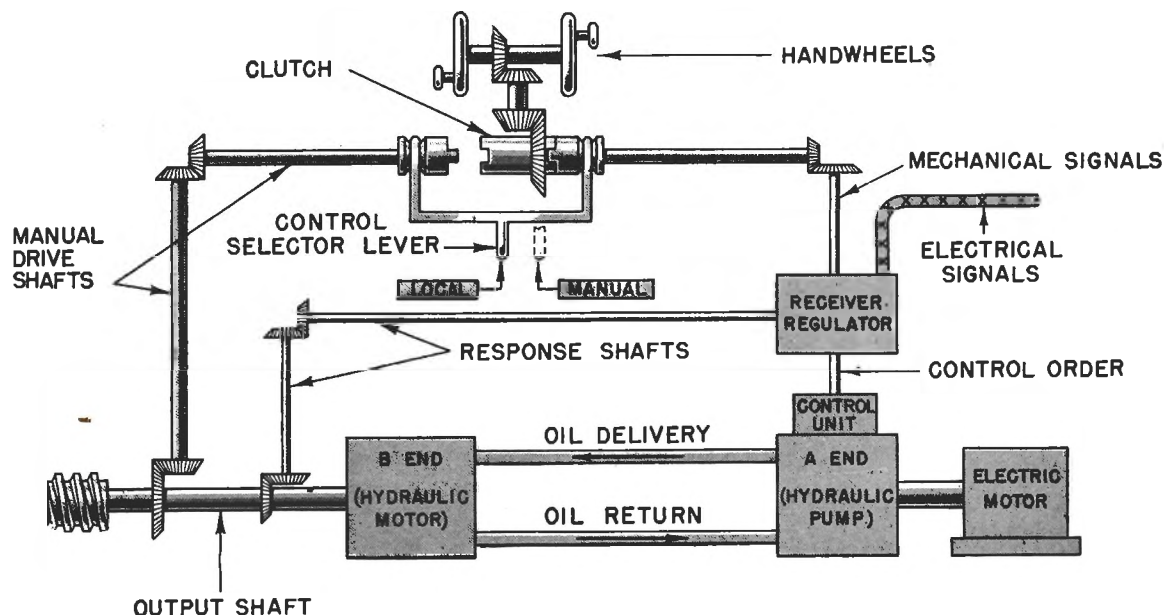 CLUTCH
HANDWHEELS
MECHANICAL SIGNALS
ELECTRICAL
SIGNALS
MANUAL
DRIVE
SHAFTS
CONTROL
SELECTOR LEVER
LOCAL
MANUAL
RECEIVER-
REGULATOR
RESPONSE SHAFTS
CONTROL ORDER
CONTROL
UNIT
OIL DELIVERY
B END
(HYDRAULIC
MOTOR)
A END
(HYDRAULIC
PUMP)
ELECTRIC
MOTOR
OIL RETURN
OUTPUT SHAFT